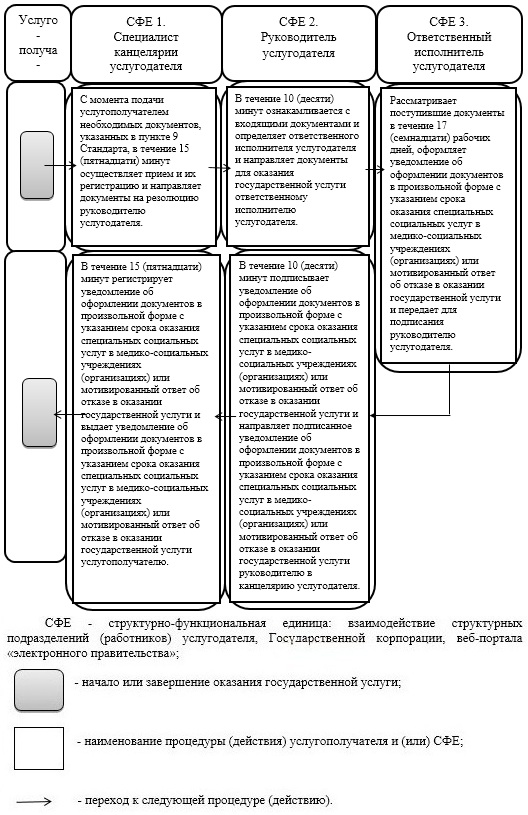 Услуго
-
получа
-
СФЕ 1.
Специалист
канцелярии
услугодателя
СФЕ 2.
Руководитель
услугодателя
СФЕ 3.
Ответственный
исполнитель
услугодателя
С момента подачи
услугополучателем
необходимых документов,
указанных в пункте 9
Стандарта, в течение 15
(пятнадцати) минут
осуществляет прием и их
регистрацию и направляет
документы на резолюцию
руководителю
услугодателя.
В течение 10 (десяти)
минут ознакамливается с
входящими документами и
определяет ответственного
исполнителя услугодателя
и направляет документы
для оказания
государственной услуги
ответственному
исполнителю
услугодателя.
Рассматривает
поступившие документы
в течение 17
(семнадцати) рабочих
дней, оформляет
уведомление об
оформлении документов
в произвольной форме с
указанием срока
оказания специальных
социальных услуг в
медико-социальных
учреждениях
(организациях) или
мотивированный ответ
об отказе в оказании
государственной услуги
и передает для
подписания
руководителю
услугодателя.
В течение 15 (пятнадцати)
минут регистрирует
уведомление об
оформлении документов в
произвольной форме с
указанием срока оказания
специальных социальных
услуг в медико-социальных
учреждениях
(организациях) или
мотивированный ответ об
отказе в оказании
государственной услуги и
выдает уведомление об
оформлении документов в
произвольной форме с
указанием срока оказания
специальных социальных
услуг в медико-социальных
учреждениях
(организациях) или
мотивированный ответ об
отказе в оказании
государственной услуги
услугополучателю.
В течение 10 (десяти)
минут подписывает
уведомление об
оформлении документов в
произвольной форме с
указанием срока оказания
специальных социальных
услуг в медико-
социальных учреждениях
(организациях) или
мотивированный ответ об
отказе в оказании
государственной услуги и
направляет подписанное
уведомление об
оформлении документов в
произвольной форме с
указанием срока оказания
специальных социальных
услуг в медико-
социальных учреждениях
(организациях) или
мотивированный ответ об
отказе в оказании
государственной услуги
руководителю в
канцелярию услугодателя.
СФЕ - структурно-функциональная единица: взаимодействие структурных
подразделений (работников) услугодателя, Государственной корпорации, веб-портала
«электронного правительства»;
- начало или завершение оказания государственной услуги;
- наименование процедуры (действия) услугополучателя и (или) СФЕ;
- переход к следующей процедуре (действию).